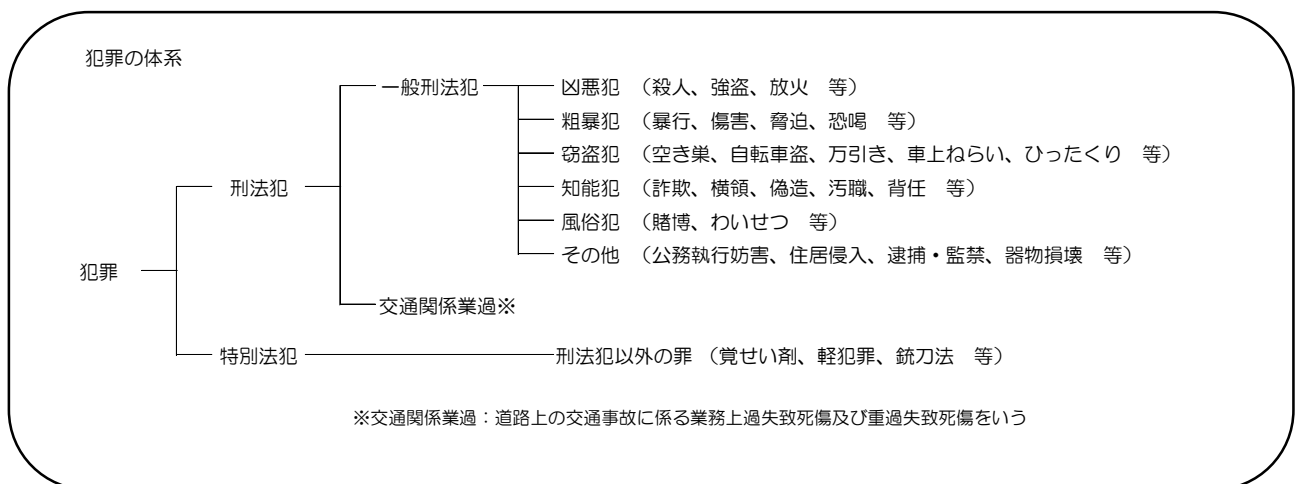 犯罪の体系
一般刑法犯 凶悪犯 （殺人、強盗、放火　等）
粗暴犯 （暴行、傷害、脅迫、恐喝　等）
窃盗犯 （空き巣、自転車盗、万引き、車上ねらい、ひったくり　等）
刑法犯 知能犯 （詐欺、横領、偽造、汚職、背任　等）
風俗犯 （賭博、わいせつ　等）
その他 （公務執行妨害、住居侵入、逮捕・監禁、器物損壊　等）
犯罪
交通関係業過※
特別法犯 刑法犯以外の罪 （覚せい剤、軽犯罪、銃刀法　等）
※交通関係業過：道路上の交通事故に係る業務上過失致死傷及び重過失致死傷をいう